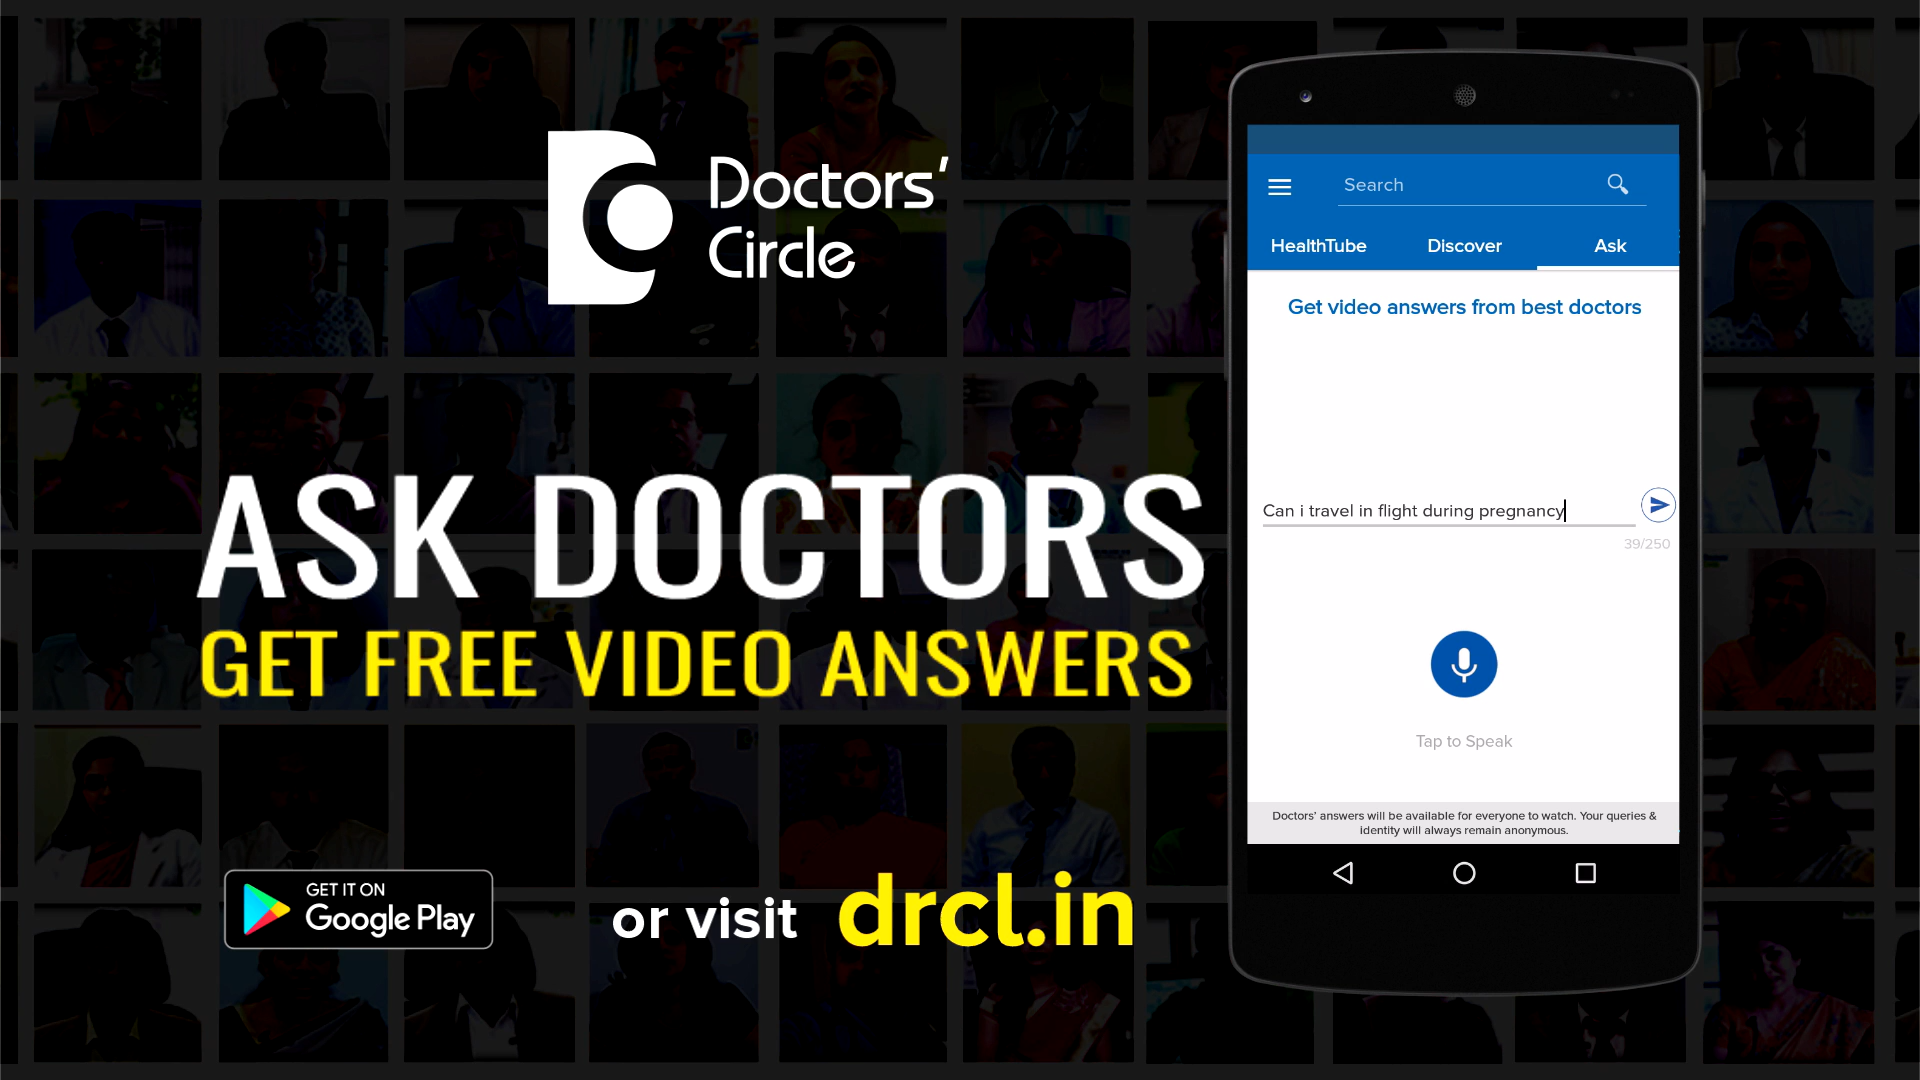 Doctors'
Circle
ASK DOCTORS
GET FREE VIDEO ANSWERS
GET IT ON
Google Play
or visit drcl.in
Search
HealthTube Discover Ask
Get video answers from best doctors
Can i travel in flight during pregnancy
39/250
Tap to Speak
Doctors' answers will be available for everyone to watch. Your queries &
identity will always remain anonymous.